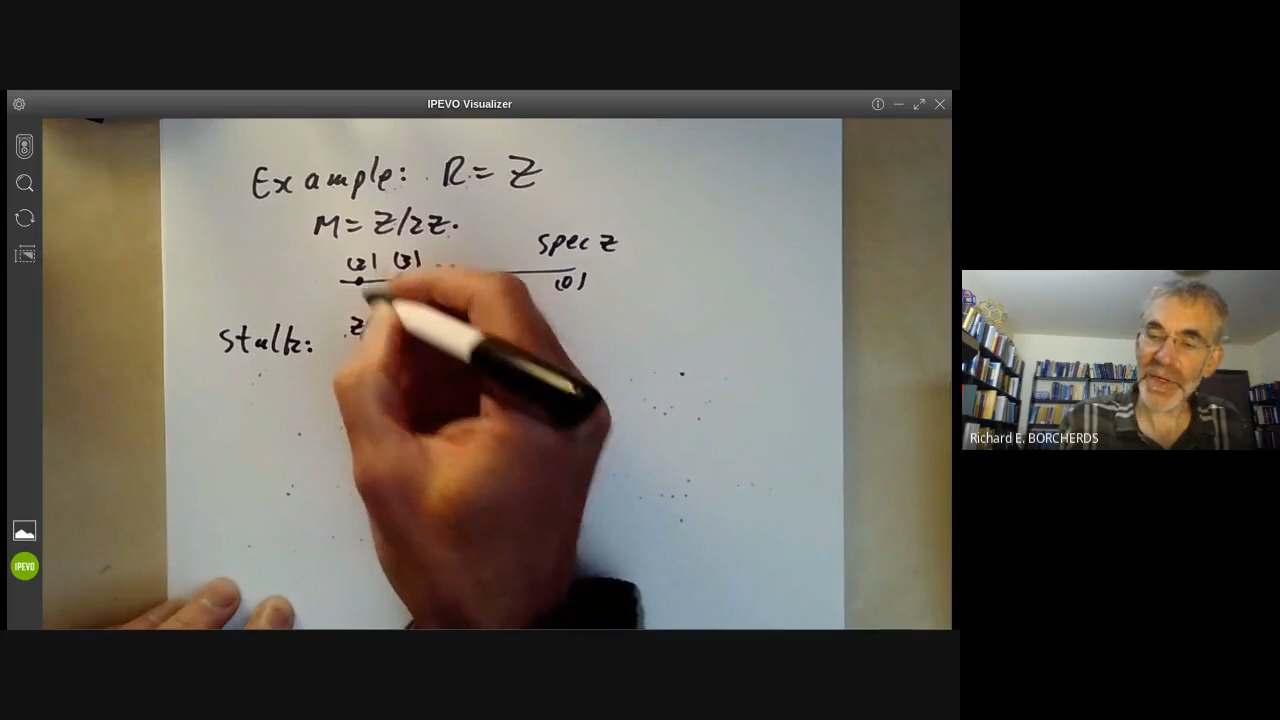 IPEVO Visualizer
Example: R = Z
M = Z/2Z.
spec Z
(2) (3) ...
(0)
Stalk: Z
IPEVO
Richard E. BORCHERDS